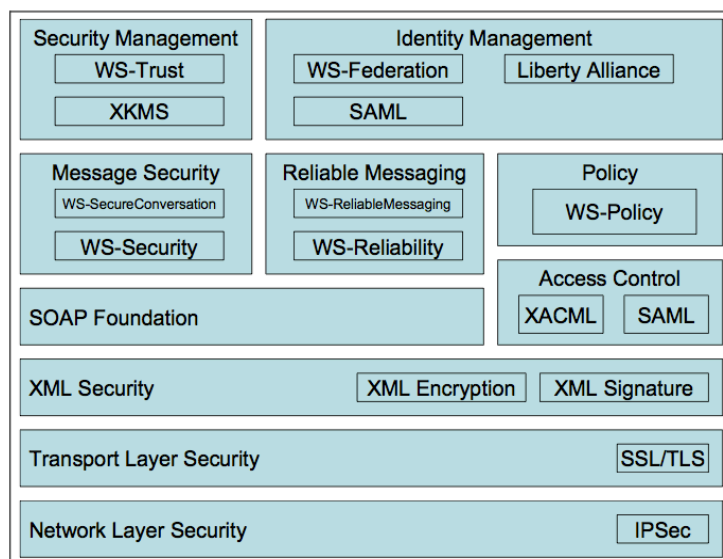 Security Management
WS-Trust
XKMS
Identity Management
WS-Federation
Liberty Alliance
SAML
Message Security
WS-SecureConversation
WS-Security
Reliable Messaging
WS-ReliableMessaging
WS-Reliability
Policy
WS-Policy
Access Control
XACML
SAML
SOAP Foundation
XML Security
XML Encryption
XML Signature
Transport Layer Security
SSL/TLS
Network Layer Security
IPSec